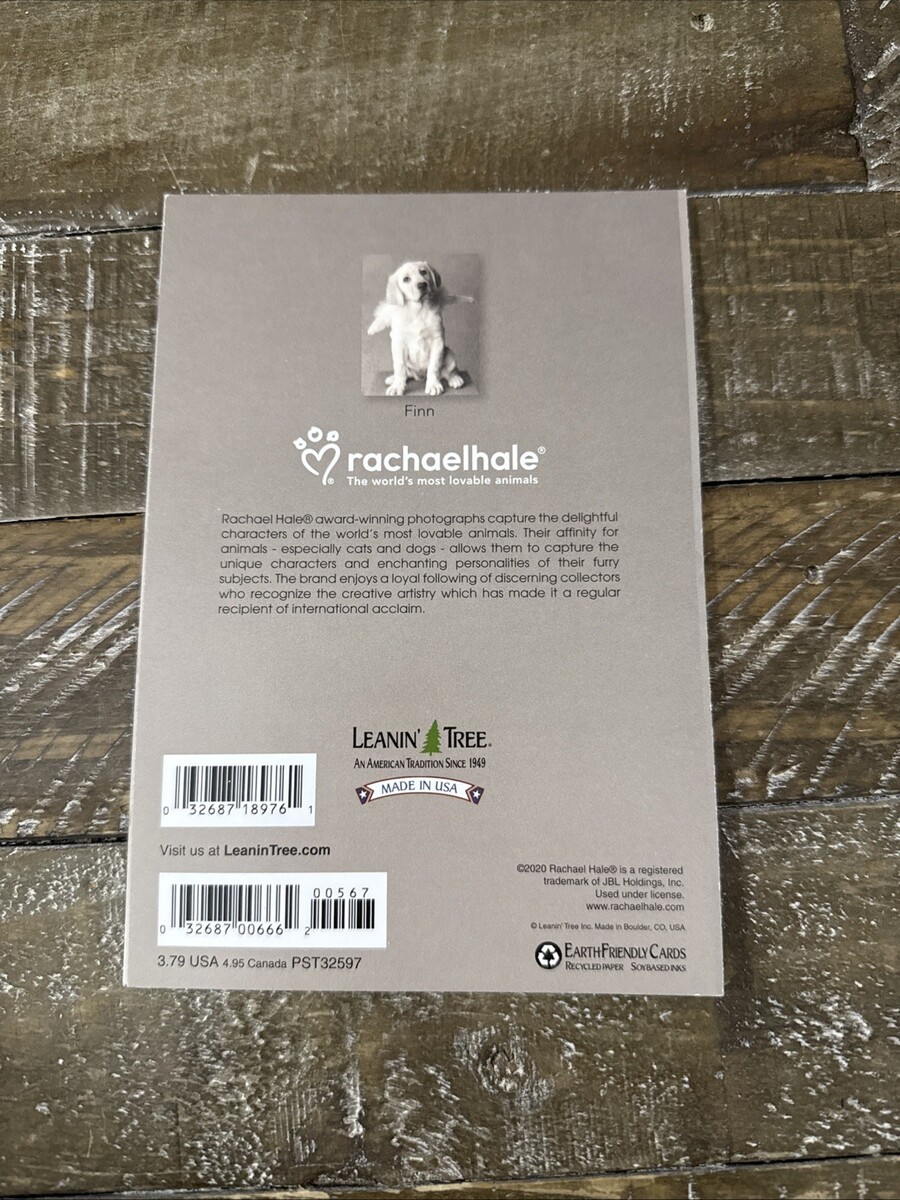 Finn
rachaelhale®
The world's most lovable animals
Rachael Hale® award-winning photographs capture the delightful
characters of the world's most lovable animals. Their affinity for
animals - especially cats and dogs - allows them to capture the
unique characters and enchanting personalities of their furry
subjects. The brand enjoys a loyal following of discerning collectors
who recognize the creative artistry which has made it a regular
recipient of international acclaim.
LEANIN' TREE®
AN AMERICAN TRADITION SINCE 1949
MADE IN USA
0 32687 18976 1
Visit us at LeaninTree.com
00567
0 32687 00666 2
3.79 USA 4.95 Canada PST32597
©2020 Rachael Hale® is a registered
trademark of JBL Holdings, Inc.
Used under license.
www.rachaelhale.com
© Leanin' Tree Inc. Made in Boulder, CO, USA
EARTHFRIENDLY CARDS
RECYCLED PAPER SOYBASED INKS